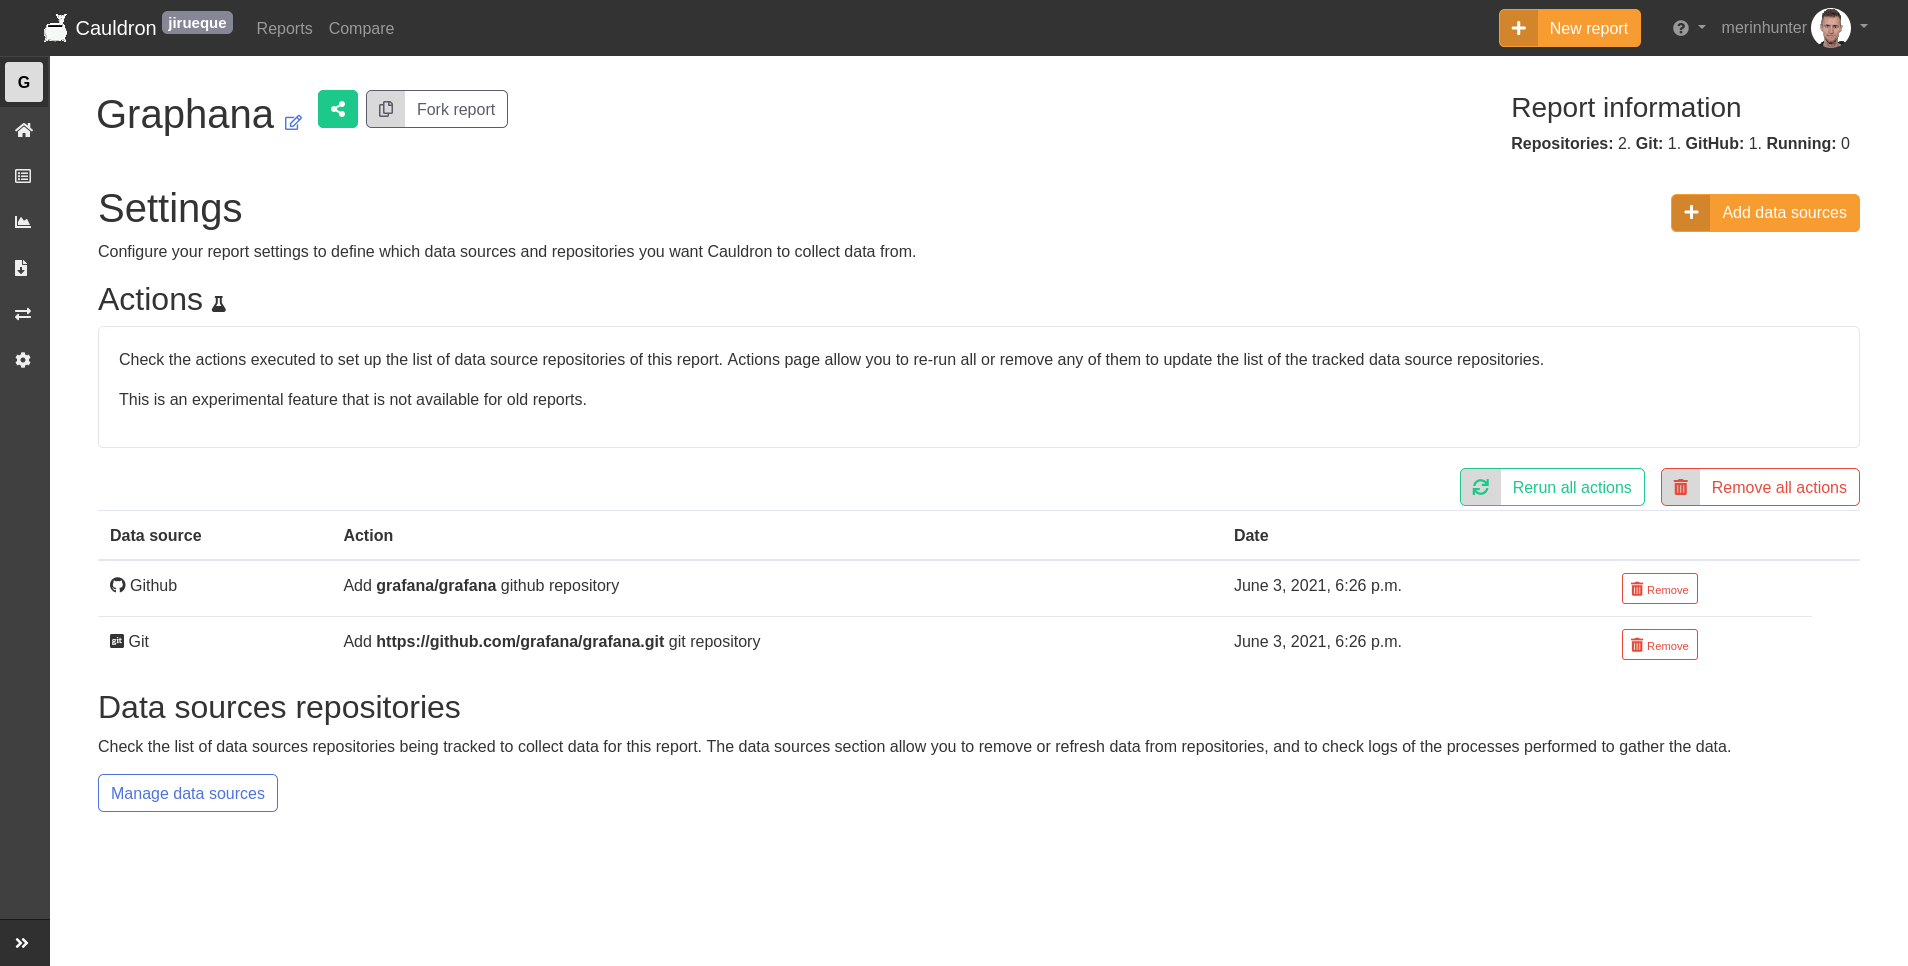 Cauldron jirueque Reports Compare New report merinhunter
G
Graphana Fork report
Report information
Repositories: 2. Git: 1. GitHub: 1. Running: 0
Settings
Add data sources
Configure your report settings to define which data sources and repositories you want Cauldron to collect data from.
Actions
Check the actions executed to set up the list of data source repositories of this report. Actions page allow you to re-run all or remove any of them to update the list of the tracked data source repositories.
This is an experimental feature that is not available for old reports.
Rerun all actions Remove all actions
Data source Action Date
Github Add grafana/grafana github repository June 3, 2021, 6:26 p.m. Remove
git Git Add https://github.com/grafana/grafana.git git repository June 3, 2021, 6:26 p.m. Remove
Data sources repositories
Check the list of data sources repositories being tracked to collect data for this report. The data sources section allow you to remove or refresh data from repositories, and to check logs of the processes performed to gather the data.
Manage data sources